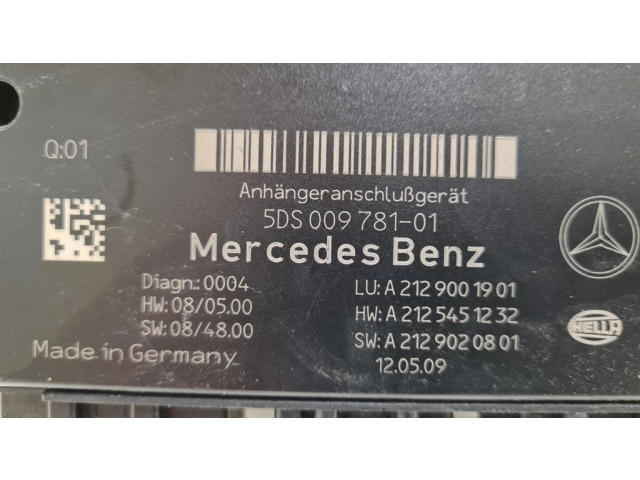 Q:01
Anhängeranschlußgerät
5DS 009 781-01
Mercedes Benz
Diagn.:0004
HW: 08/05.00
SW: 08/48.00
LU: A 212 900 19 01
HW: A 212 545 12 32
SW: A 212 902 08 01
12.05.09
Made in Germany
HELLA